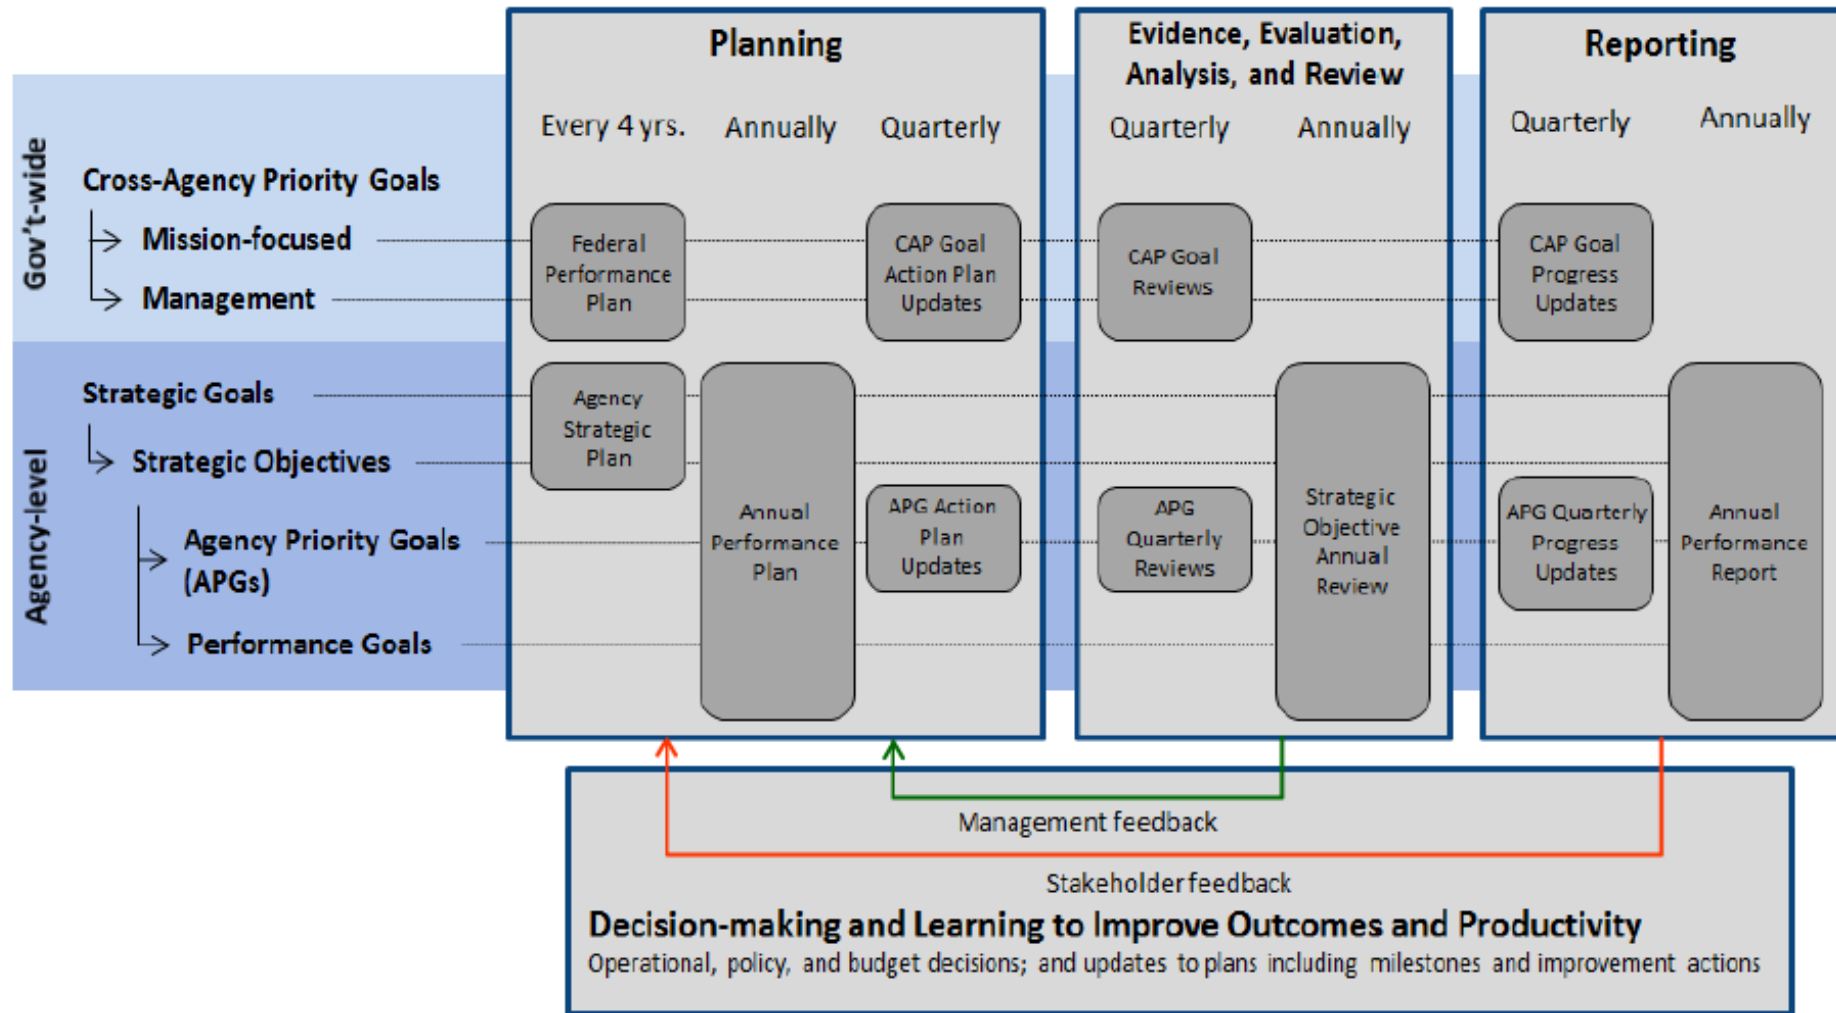 Planning
Evidence, Evaluation,
Analysis, and Review
Reporting
Every 4 yrs.
Annually
Quarterly
Quarterly
Annually
Quarterly
Annually
Gov't-wide
Cross-Agency Priority Goals
Mission-focused
Management
Federal
Performance
Plan
CAP Goal
Action Plan
Updates
CAP Goal
Reviews
CAP Goal
Progress
Updates
Agency-level
Strategic Goals
Strategic Objectives
Agency Priority Goals
(APGs)
Performance Goals
Agency
Strategic
Plan
Annual
Performance
Plan
APG Action
Plan
Updates
APG
Quarterly
Reviews
Strategic
Objective
Annual
Review
APG Quarterly
Progress
Updates
Annual
Performance
Report
Management feedback
Stakeholder feedback
Decision-making and Learning to Improve Outcomes and Productivity
Operational, policy, and budget decisions; and updates to plans including milestones and improvement actions